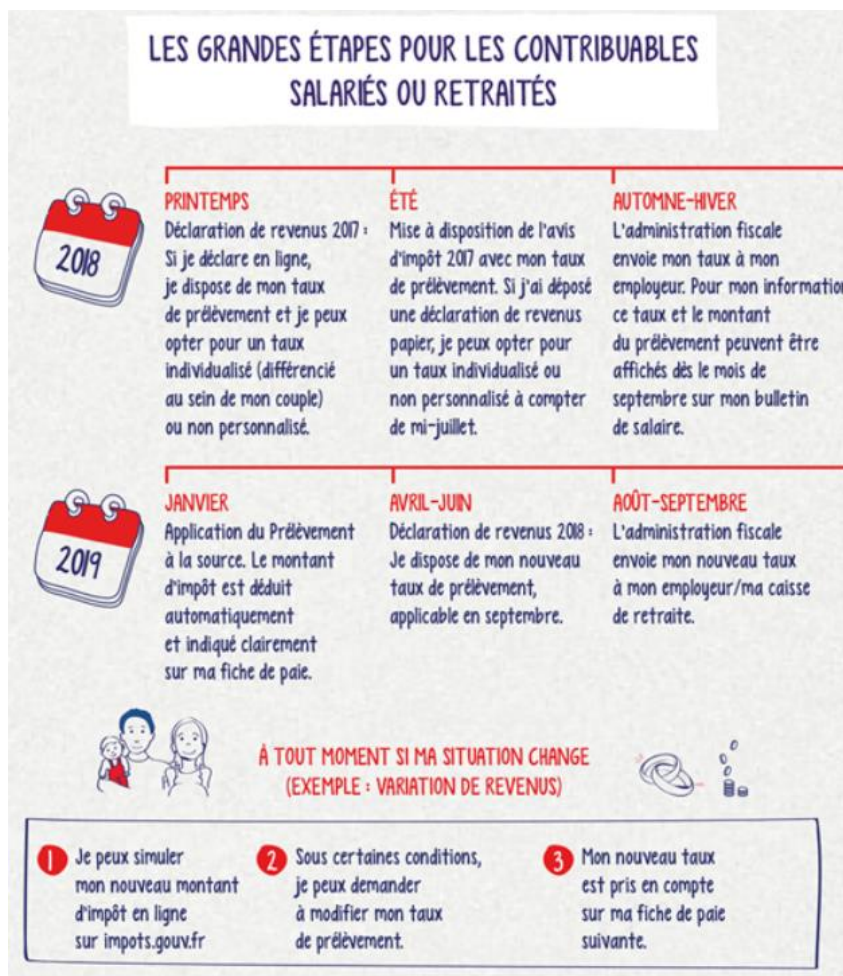 LES GRANDES ÉTAPES POUR LES CONTRIBUABLES
SALARIÉS OU RETRAITÉS
2018
PRINTEMPS
Déclaration de revenus 2017 :
Si je déclare en ligne,
je dispose de mon taux
de prélèvement et je peux
opter pour un taux
individualisé (différencié
au sein de mon couple)
ou non personnalisé.
ÉTÉ
Mise à disposition de l'avis
d'impôt 2017 avec mon taux
de prélèvement. Si j'ai déposé
une déclaration de revenus
papier, je peux opter pour
un taux individualisé ou
non personnalisé à compter
de mi-juillet.
AUTOMNE-HIVER
L'administration fiscale
envoie mon taux à mon
employeur. Pour mon information
ce taux et le montant
du prélèvement peuvent être
affichés dès le mois de
septembre sur mon bulletin
de salaire.
2019
JANVIER
Application du Prélèvement
à la source. Le montant
d'impôt est déduit
automatiquement
et indiqué clairement
sur ma fiche de paie.
AVRIL-JUIN
Déclaration de revenus 2018 :
Je dispose de mon nouveau
taux de prélèvement,
applicable en septembre.
AOÛT-SEPTEMBRE
L'administration fiscale
envoie mon nouveau taux
à mon employeur/ma caisse
de retraite.
À TOUT MOMENT SI MA SITUATION CHANGE
(EXEMPLE : VARIATION DE REVENUS)
1 Je peux simuler
mon nouveau montant
d'impôt en ligne
sur impots.gouv.fr
2 Sous certaines conditions,
je peux demander
à modifier mon taux
de prélèvement.
3 Mon nouveau taux
est pris en compte
sur ma fiche de paie
suivante.